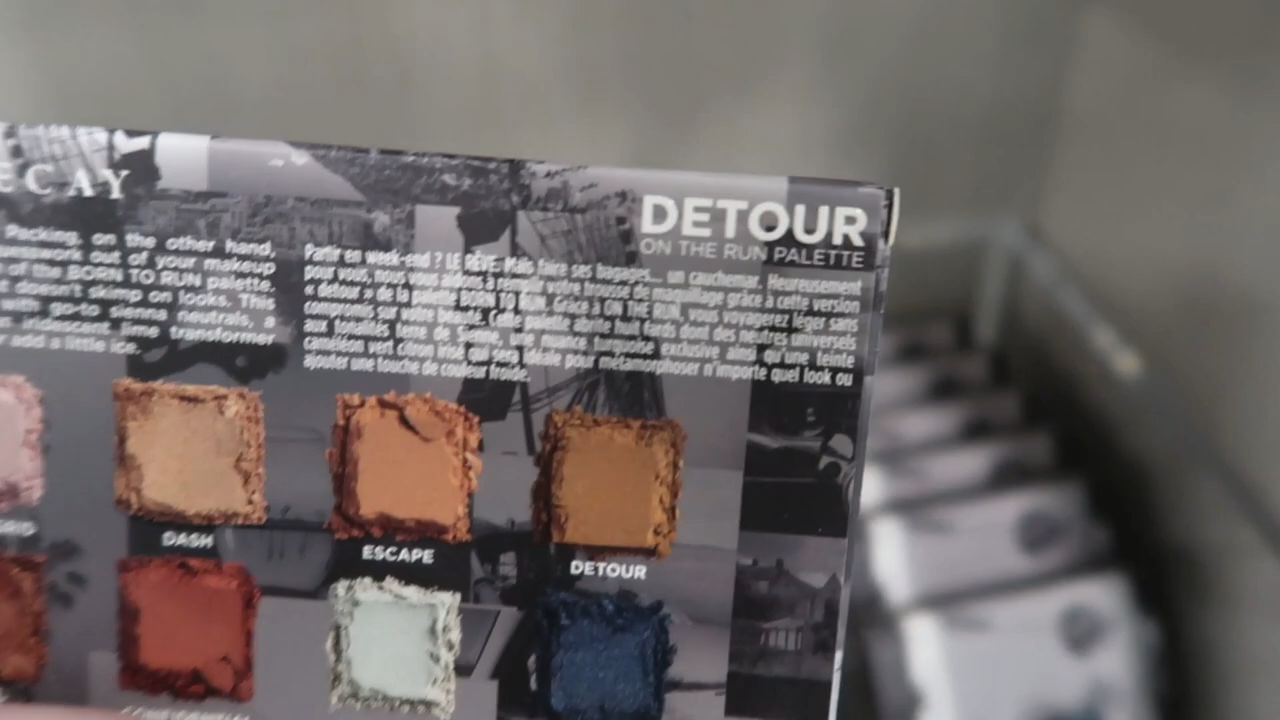 ECAY
DETOUR
ON THE RUN PALETTE
Packing, on the other hand,
out of your makeup
of the BORN TO RUN palette.
t doesn't skimp on looks. This
with go-to sienna neutrals, a
iridescent lime transformer
r add a little
Partir en week-end ? LE RÊVE. Mais faire ses bagages... un cauchemar. Heureusement
pour vous, nous vous aidons à remplir votre trousse de maquillage grâce à cette version
« détour » de la palette BORN TO RUN. Grâce à ON THE RUN, vous voyagerez léger sans
compromis sur votre beauté. Cette palette abrite huit fards dont des neutres universels
aux tonalités terre de Sienne, une nuance turquoise exclusive ainsi qu'une teinte
caméléon vert citron irisé qui sera idéale pour métamorphoser n'importe quel look ou
ajouter une touche de couleur froide.
DASH
ESCAPE
DETOUR